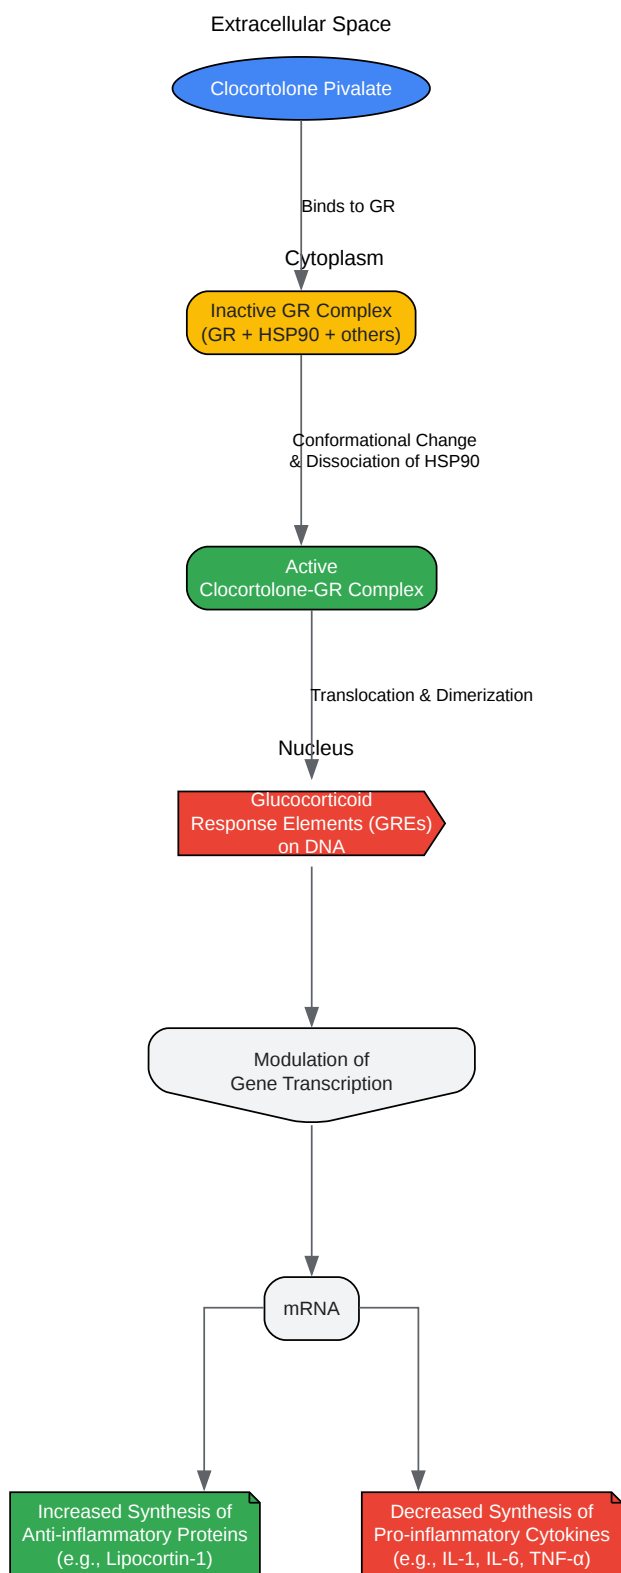 Extracellular Space
Clocortolone Pivalate
Binds to GR
Cytoplasm
Inactive GR Complex
(GR + HSP90 + others)
Conformational Change
& Dissociation of HSP90
Active
Clocortolone-GR Complex
Translocation & Dimerization
Nucleus
Glucocorticoid
Response Elements (GREs)
on DNA
Modulation of
Gene Transcription
mRNA
Increased Synthesis of
Anti-inflammatory Proteins
(e.g., Lipocortin-1)
Decreased Synthesis of
Pro-inflammatory Cytokines
(e.g., IL-1, IL-6, TNF-α)